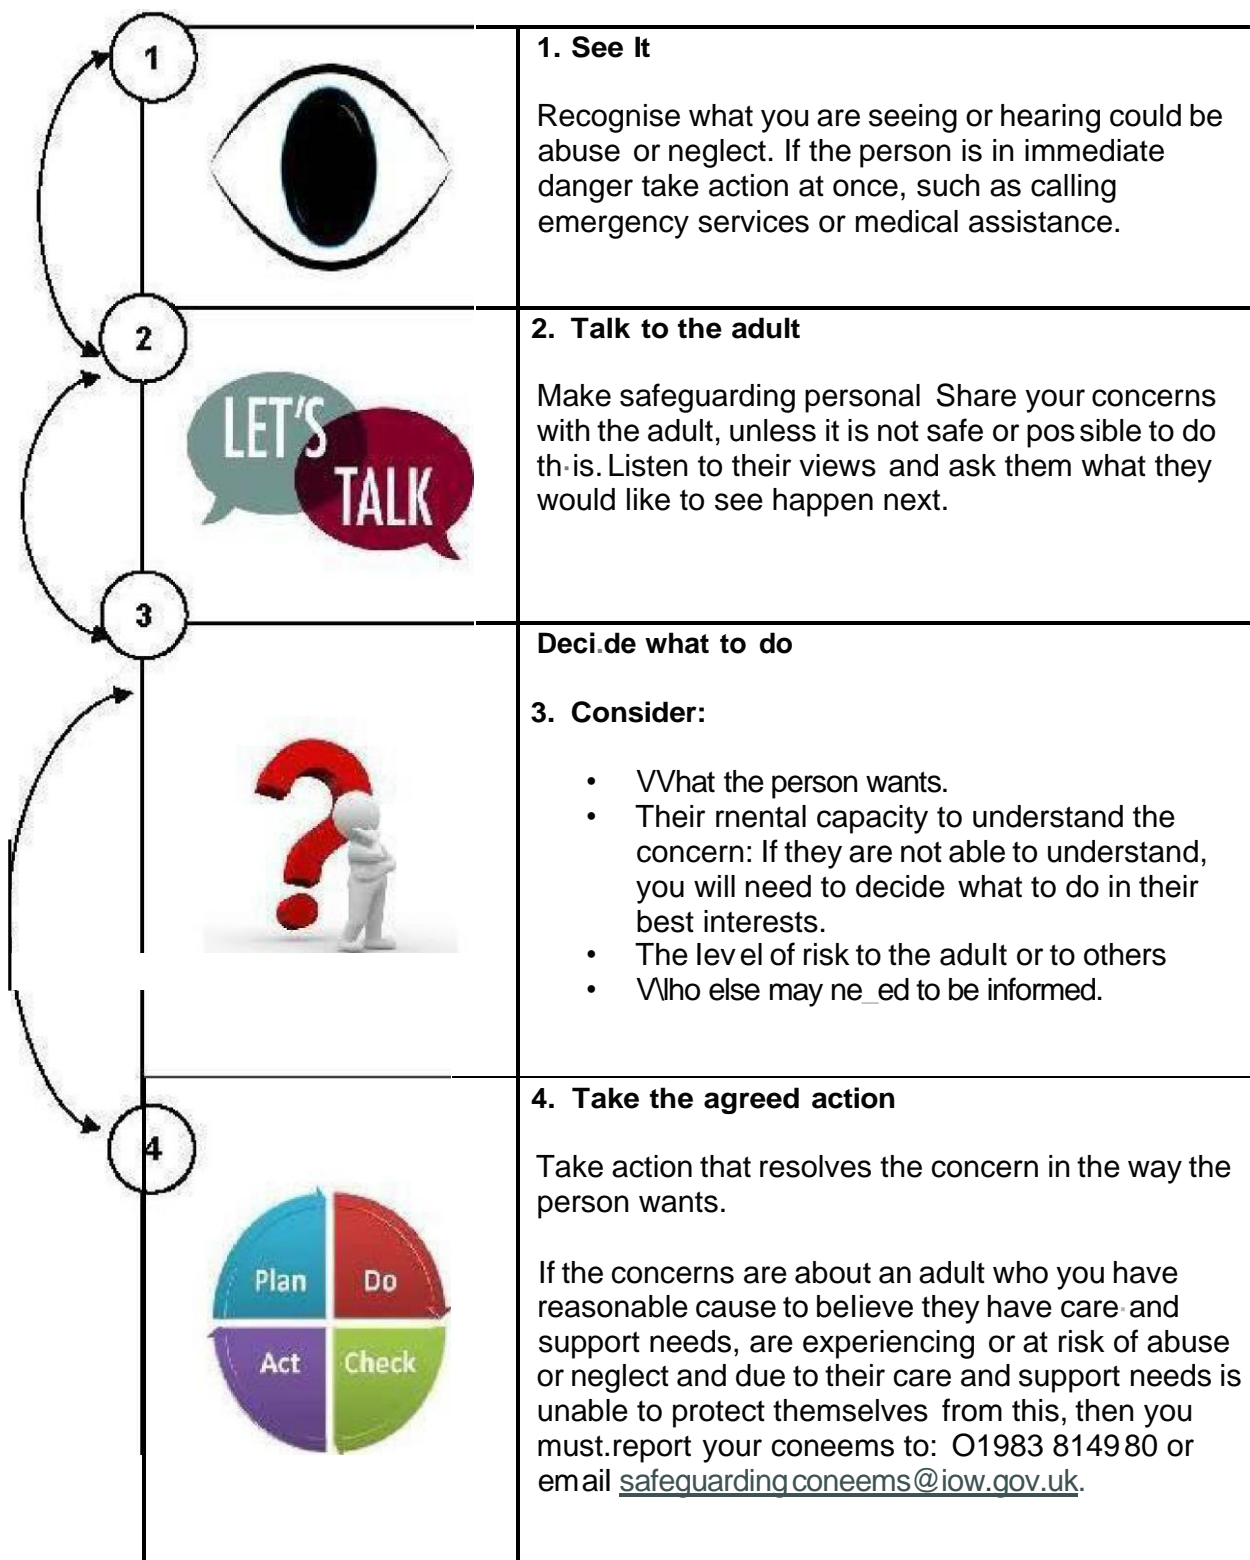 1
1. See It
Recognise what you are seeing or hearing could be
abuse or neglect. If the person is in immediate
danger take action at once, such as calling
emergency services or medical assistance.
2
LET'S
TALK
2. Talk to the adult
Make safeguarding personal Share your concerns
with the adult, unless it is not safe or pos sible to do
th·is. Listen to their views and ask them what they
would like to see happen next.
3
Deci.de what to do
3. Consider:
• VVhat the person wants.
• Their rnental capacity to understand the
concern: If they are not able to understand,
you will need to decide what to do in their
best interests.
• The lev el of risk to the adult or to others
• V\lho else may ne_ed to be informed.
4
Plan Do
Act Check
4. Take the agreed action
Take action that resolves the concern in the way the
person wants.
If the concerns are about an adult who you have
reasonable cause to believe they have care·and
support needs, are experiencing or at risk of abuse
or neglect and due to their care and support needs is
unable to protect themselves from this, then you
must.report your coneems to: O1983 814980 or
email safeguardingconeems@iow.gov.uk.